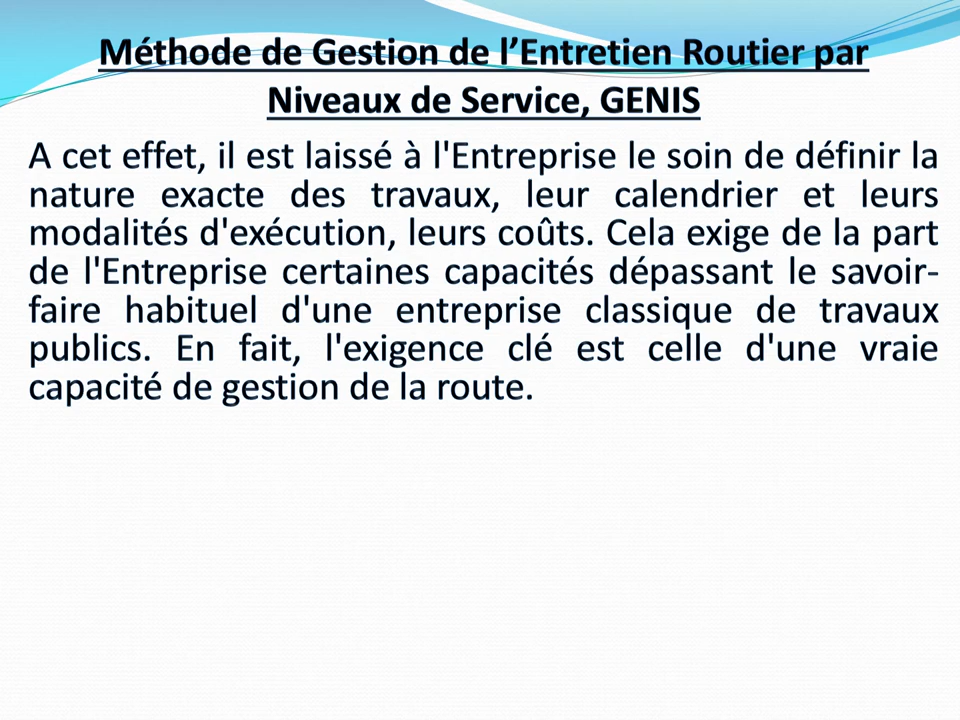 Méthode de Gestion de l’Entretien Routier par
Niveaux de Service, GENIS
A cet effet, il est laissé à l'Entreprise le soin de définir la
nature exacte des travaux, leur calendrier et leurs
modalités d'exécution, leurs coûts. Cela exige de la part
de l'Entreprise certaines capacités dépassant le savoir-
faire habituel d'une entreprise classique de travaux
publics. En fait, l'exigence clé est celle d'une vraie
capacité de gestion de la route.